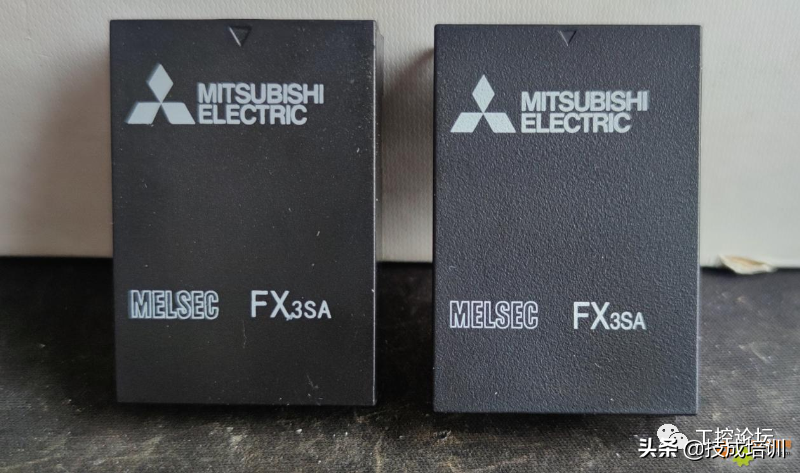 MITSUBISHI
ELECTRIC
MELSEC FX3SA
MITSUBISHI
ELECTRIC
MELSEC FX3SA
工控论坛
头条 @技成培训